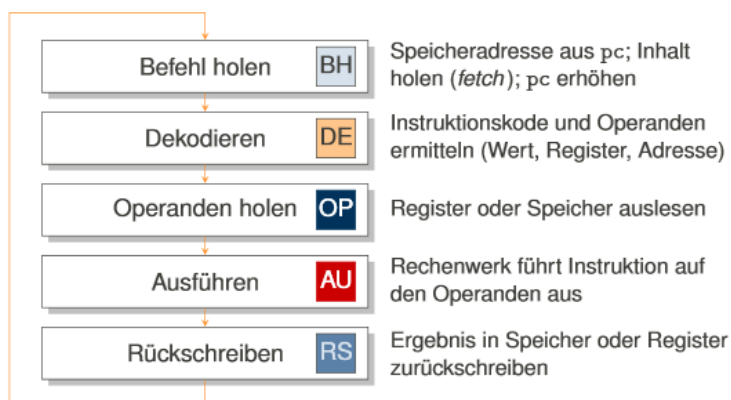 Befehl holen BH
Speicheradresse aus pc; Inhalt
holen (fetch); pc erhöhen
Dekodieren DE
Instruktionskode und Operanden
ermitteln (Wert, Register, Adresse)
Operanden holen OP
Register oder Speicher auslesen
Ausführen AU
Rechenwerk führt Instruktion auf
den Operanden aus
Rückschreiben RS
Ergebnis in Speicher oder Register
zurückschreiben